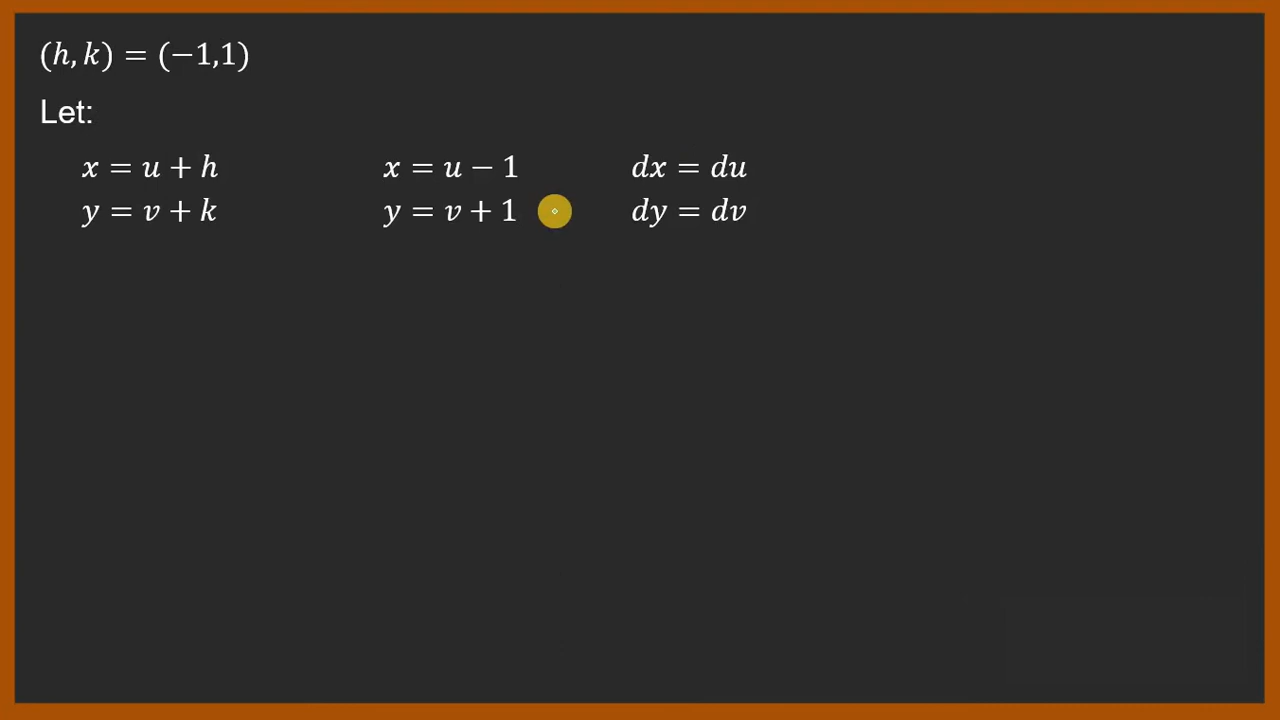 (h, k) = (−1,1)
Let:
x = u + h x = u − 1 dx = du
y = v + k y = v + 1 dy = dv